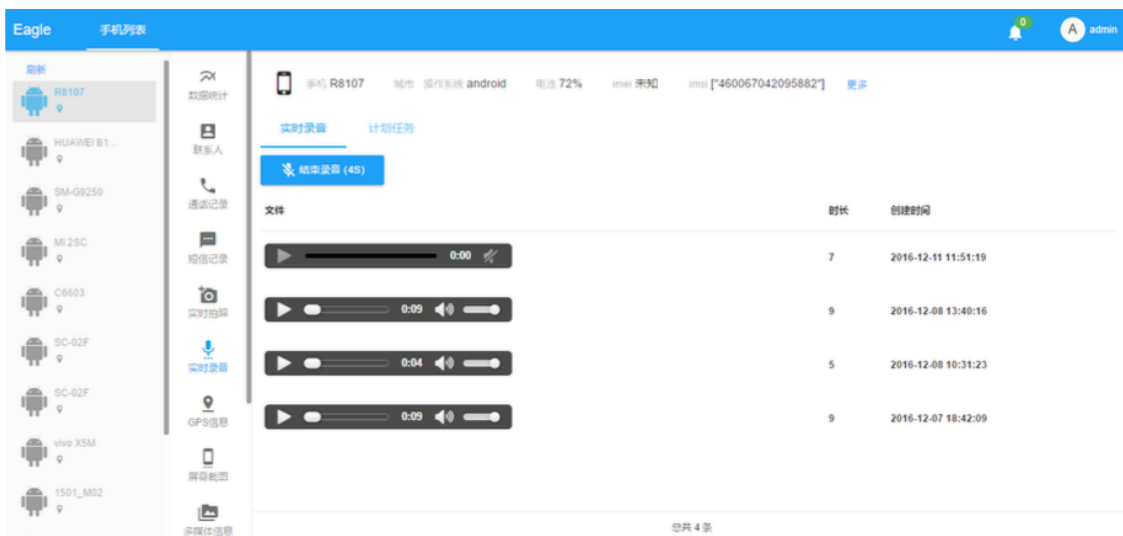 Eagle 手机列表 0 A admin
刷新
R8107
HUAWEI B1...
SM-G9250
MI 2SC
C6603
SC-02F
SC-02F
vivo X5M
1501_M02
数据统计
联系人
通话记录
短信记录
实时拍照
实时录音
GPS信息
屏幕截图
多媒体信息
手机 R8107 城市 操作系统 android 电池 72% imei 未知 imsi ["460067042095882"] 更多
实时录音 计划任务
结束录音 (4S)
文件 时长 创建时间
0:00 7 2016-12-11 11:51:19
0:09 9 2016-12-08 13:40:16
0:04 5 2016-12-08 10:31:23
0:09 9 2016-12-07 18:42:09
总共 4 条